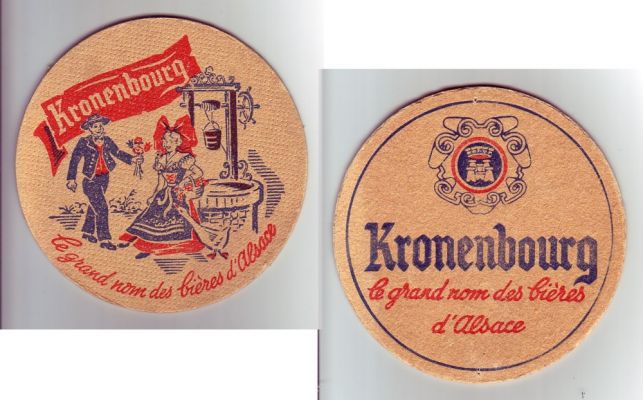 Kronenbourg
le grand nom des bières d'Alsace
Kronenbourg
le grand nom des bières
d'Alsace